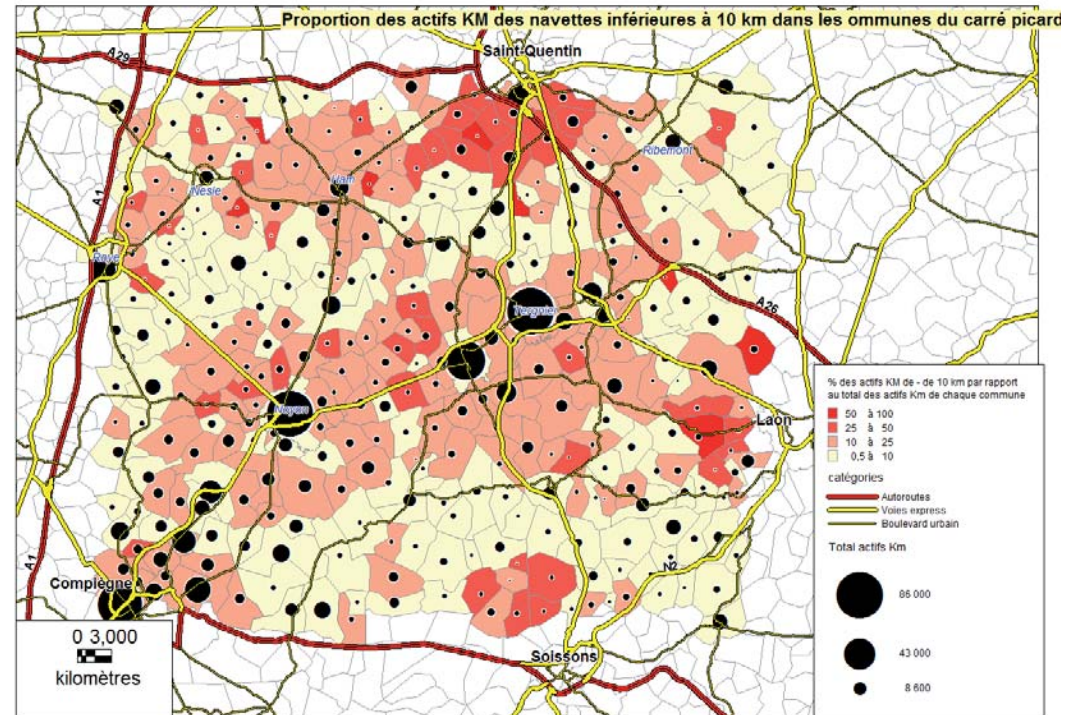 Proportion des actifs KM des navettes inférieures à 10 km dans les ommunes du carré picard
Saint-Quentin
A29
Ribemont
Nesle
Ham
A1
Roye
Tergnier
A26
Noyon
Laon
A1
Compiègne
N2
Soissons
0 3,000
kilomètres
% des actifs KM de - de 10 km par rapport
au total des actifs Km de chaque commune
50 à 100
25 à 50
10 à 25
0,5 à 10
catégories
Autoroutes
Voies express
Boulevard urbain
Total actifs Km
86 000
43 000
8 600